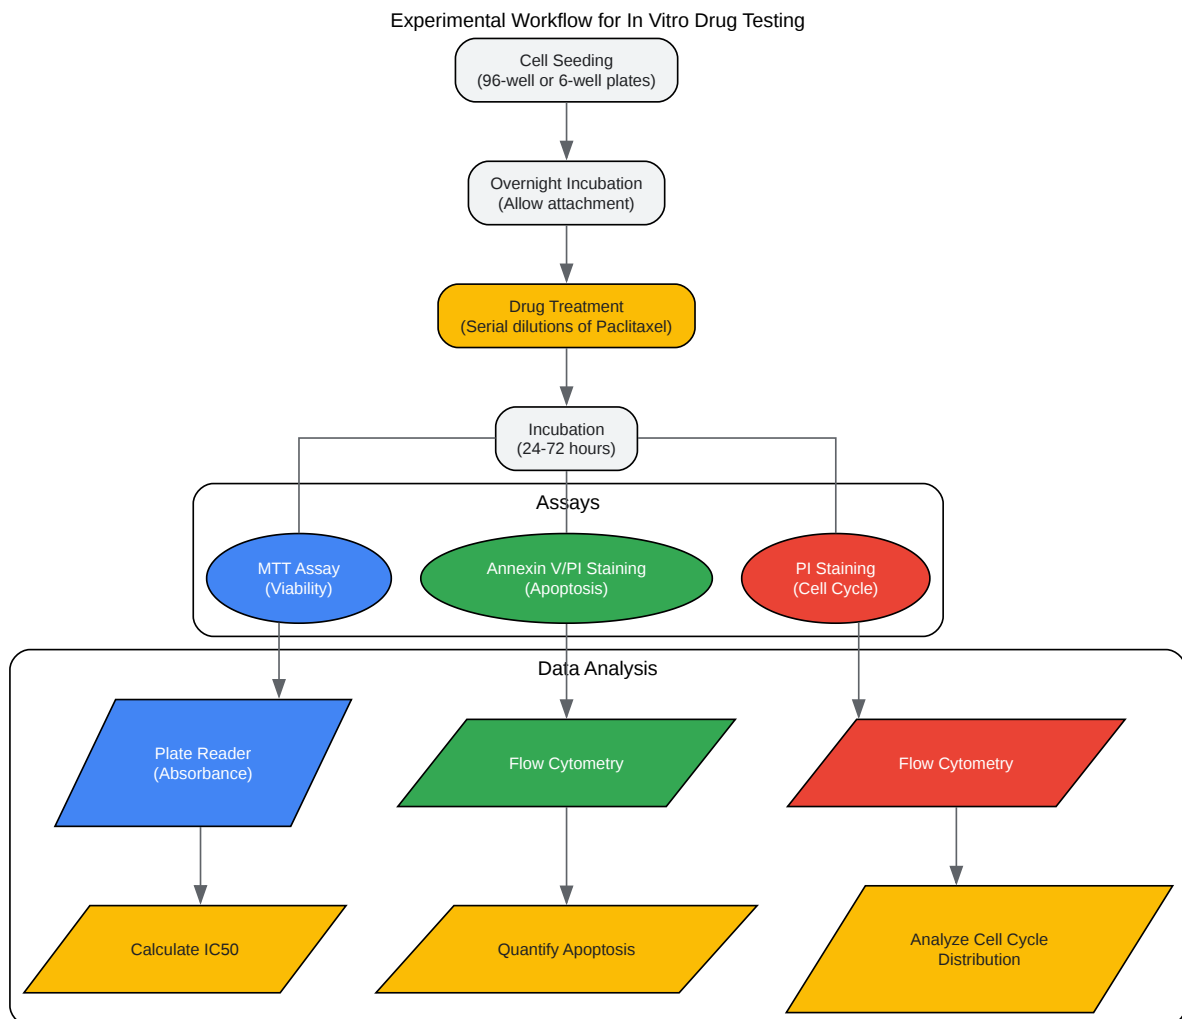 Experimental Workflow for In Vitro Drug Testing
Cell Seeding
(96-well or 6-well plates)
Overnight Incubation
(Allow attachment)
Drug Treatment
(Serial dilutions of Paclitaxel)
Incubation
(24-72 hours)
Assays
MTT Assay
(Viability)
Annexin V/PI Staining
(Apoptosis)
PI Staining
(Cell Cycle)
Data Analysis
Plate Reader
(Absorbance)
Flow Cytometry
Flow Cytometry
Calculate IC50
Quantify Apoptosis
Analyze Cell Cycle
Distribution